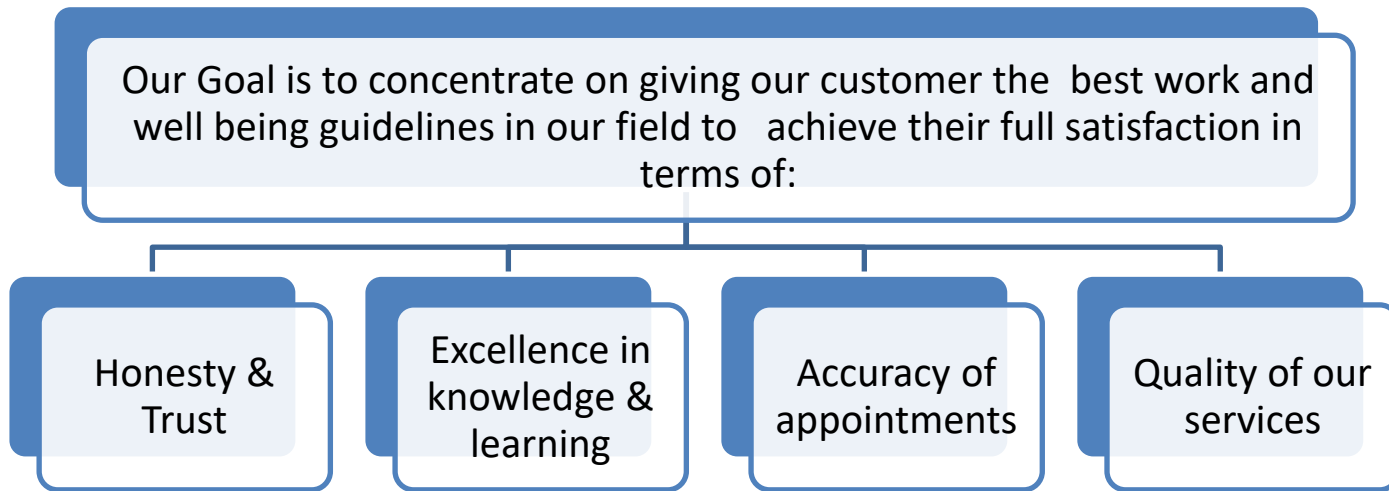 Our Goal is to concentrate on giving our customer the  best work and
well being guidelines in our field to   achieve their full satisfaction in
terms of:
Honesty &
Trust
Excellence in
knowledge &
learning
Accuracy of
appointments
Quality of our
services